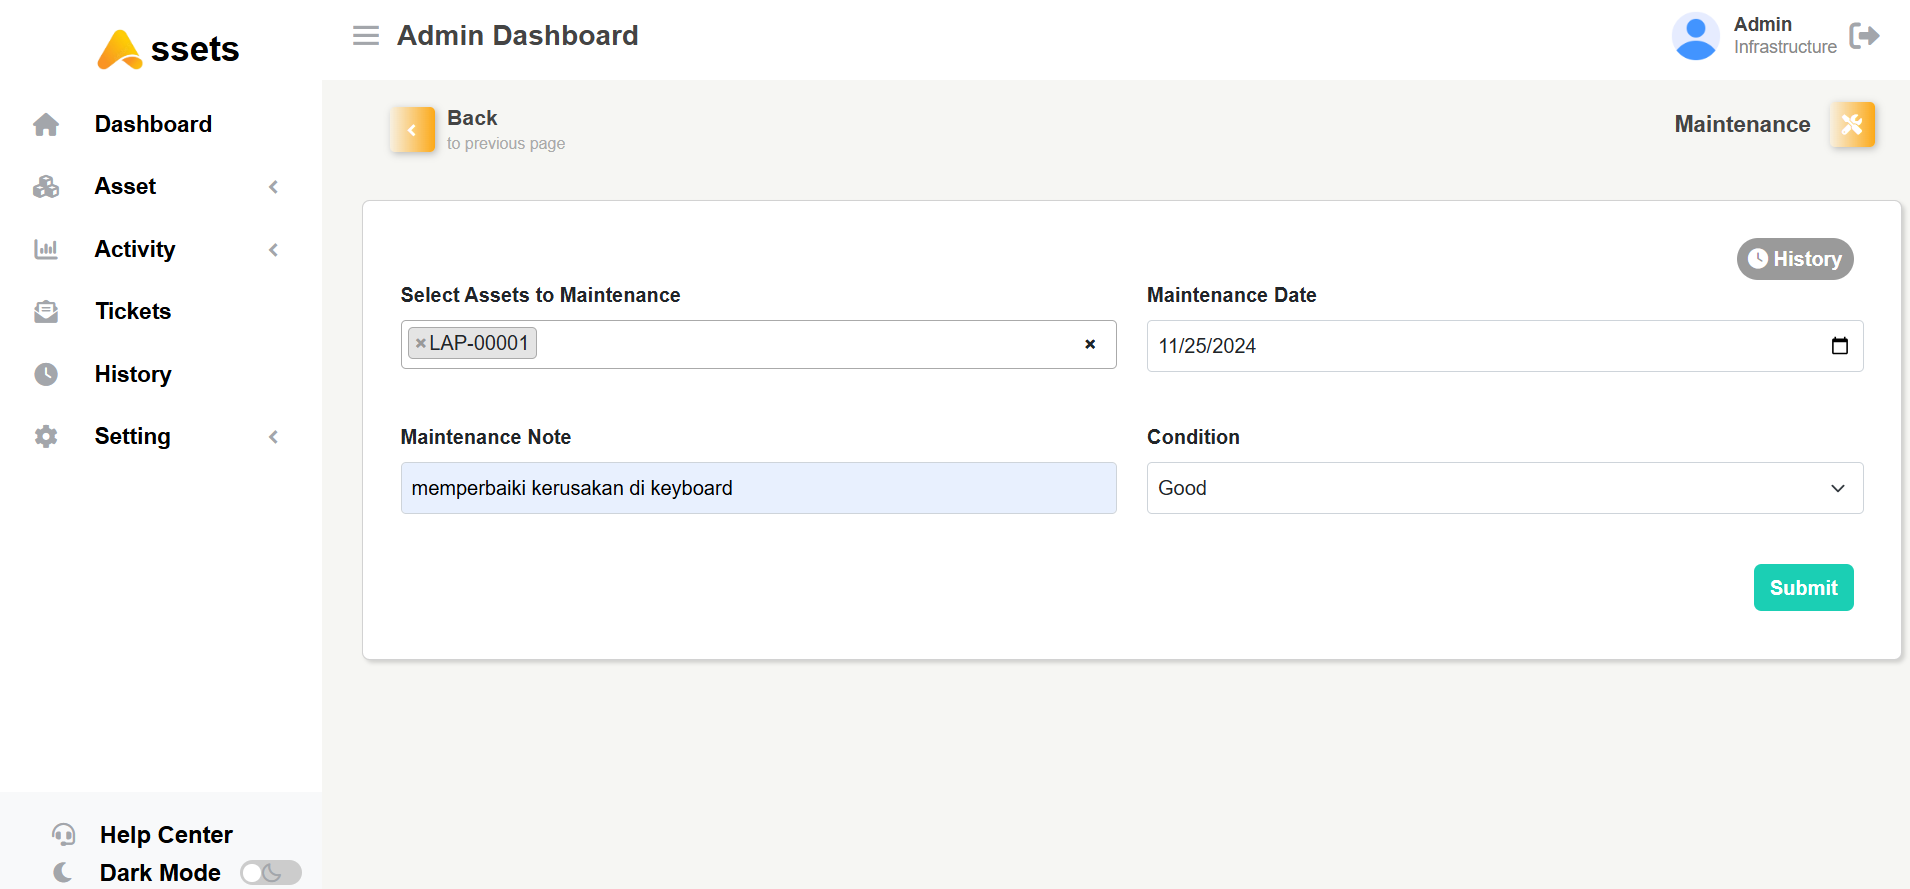 ssets
Dashboard
Asset
Activity
Tickets
History
Setting
Help Center
Dark Mode
Admin Dashboard
Admin
Infrastructure
Back
to previous page
Maintenance
History
Select Assets to Maintenance
×LAP-00001 ×
Maintenance Date
11/25/2024
Maintenance Note
memperbaiki kerusakan di keyboard
Condition
Good
Submit